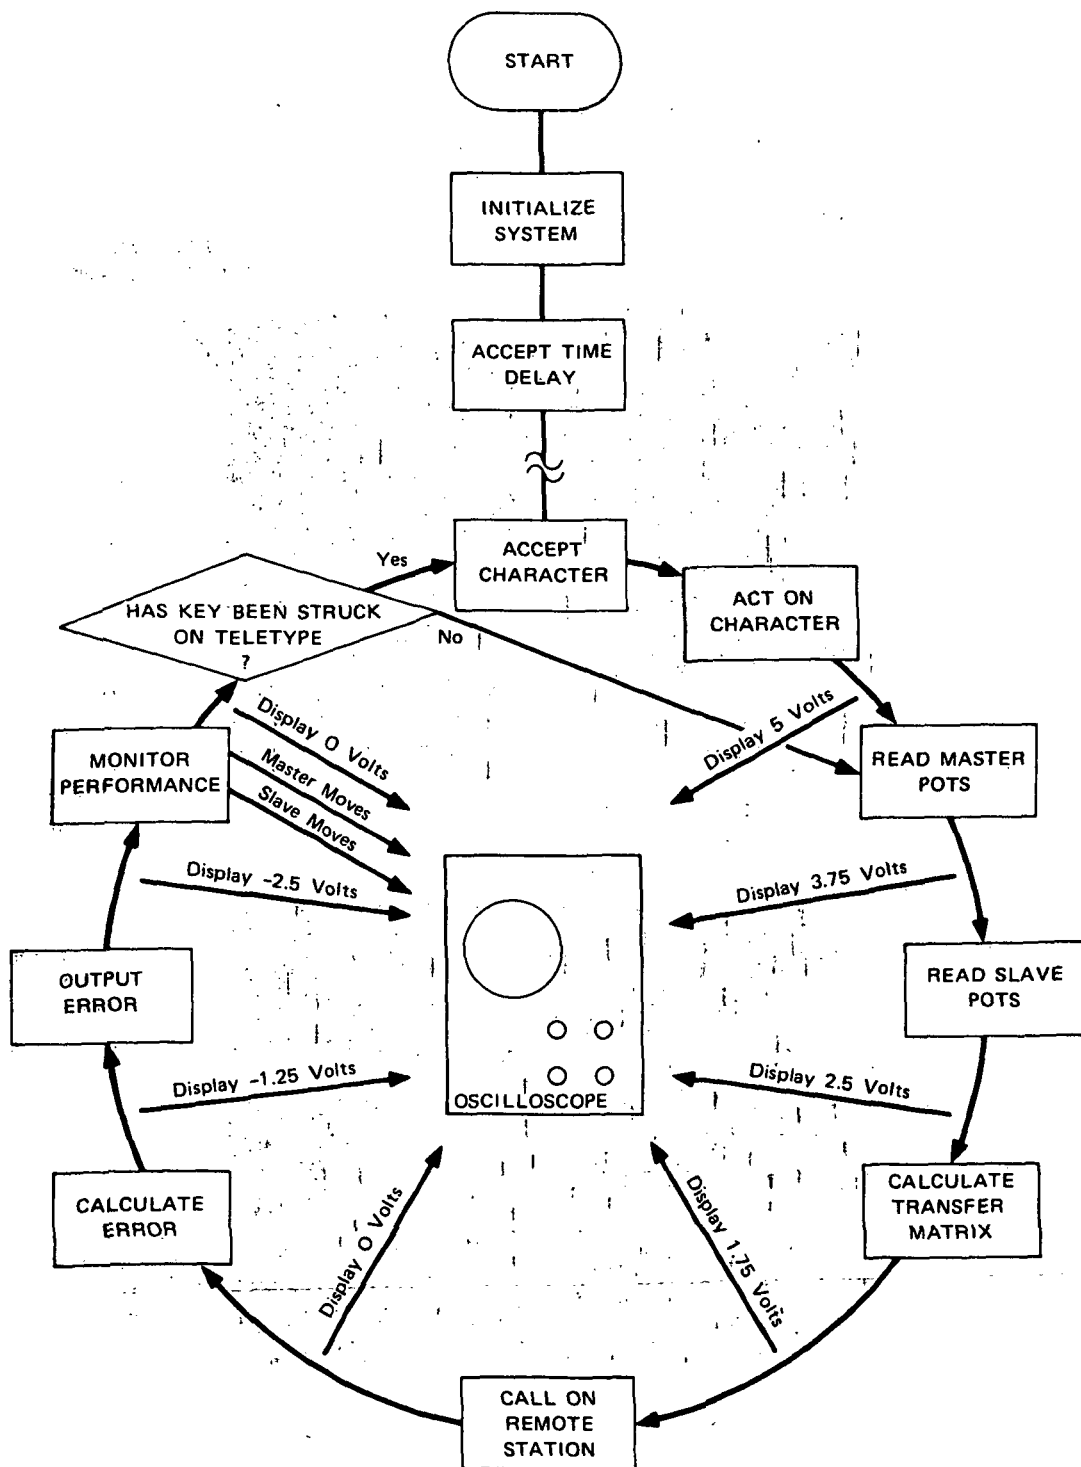 START
INITIALIZE
SYSTEM
ACCEPT TIME
DELAY
ACCEPT
CHARACTER
Yes
ACT ON
CHARACTER
HAS KEY BEEN STRUCK
ON TELETYPE
?
No
Display 0 Volts
Display 5 Volts
MONITOR
PERFORMANCE
Master Moves
Slave Moves
READ MASTER
POTS
Display -2.5 Volts
Display 3.75 Volts
OUTPUT
ERROR
READ SLAVE
POTS
Display -1.25 Volts
Display 2.5 Volts
OSCILLOSCOPE
CALCULATE
ERROR
CALCULATE
TRANSFER
MATRIX
Display 0 Volts
Display 1.75 Volts
CALL ON
REMOTE
STATION